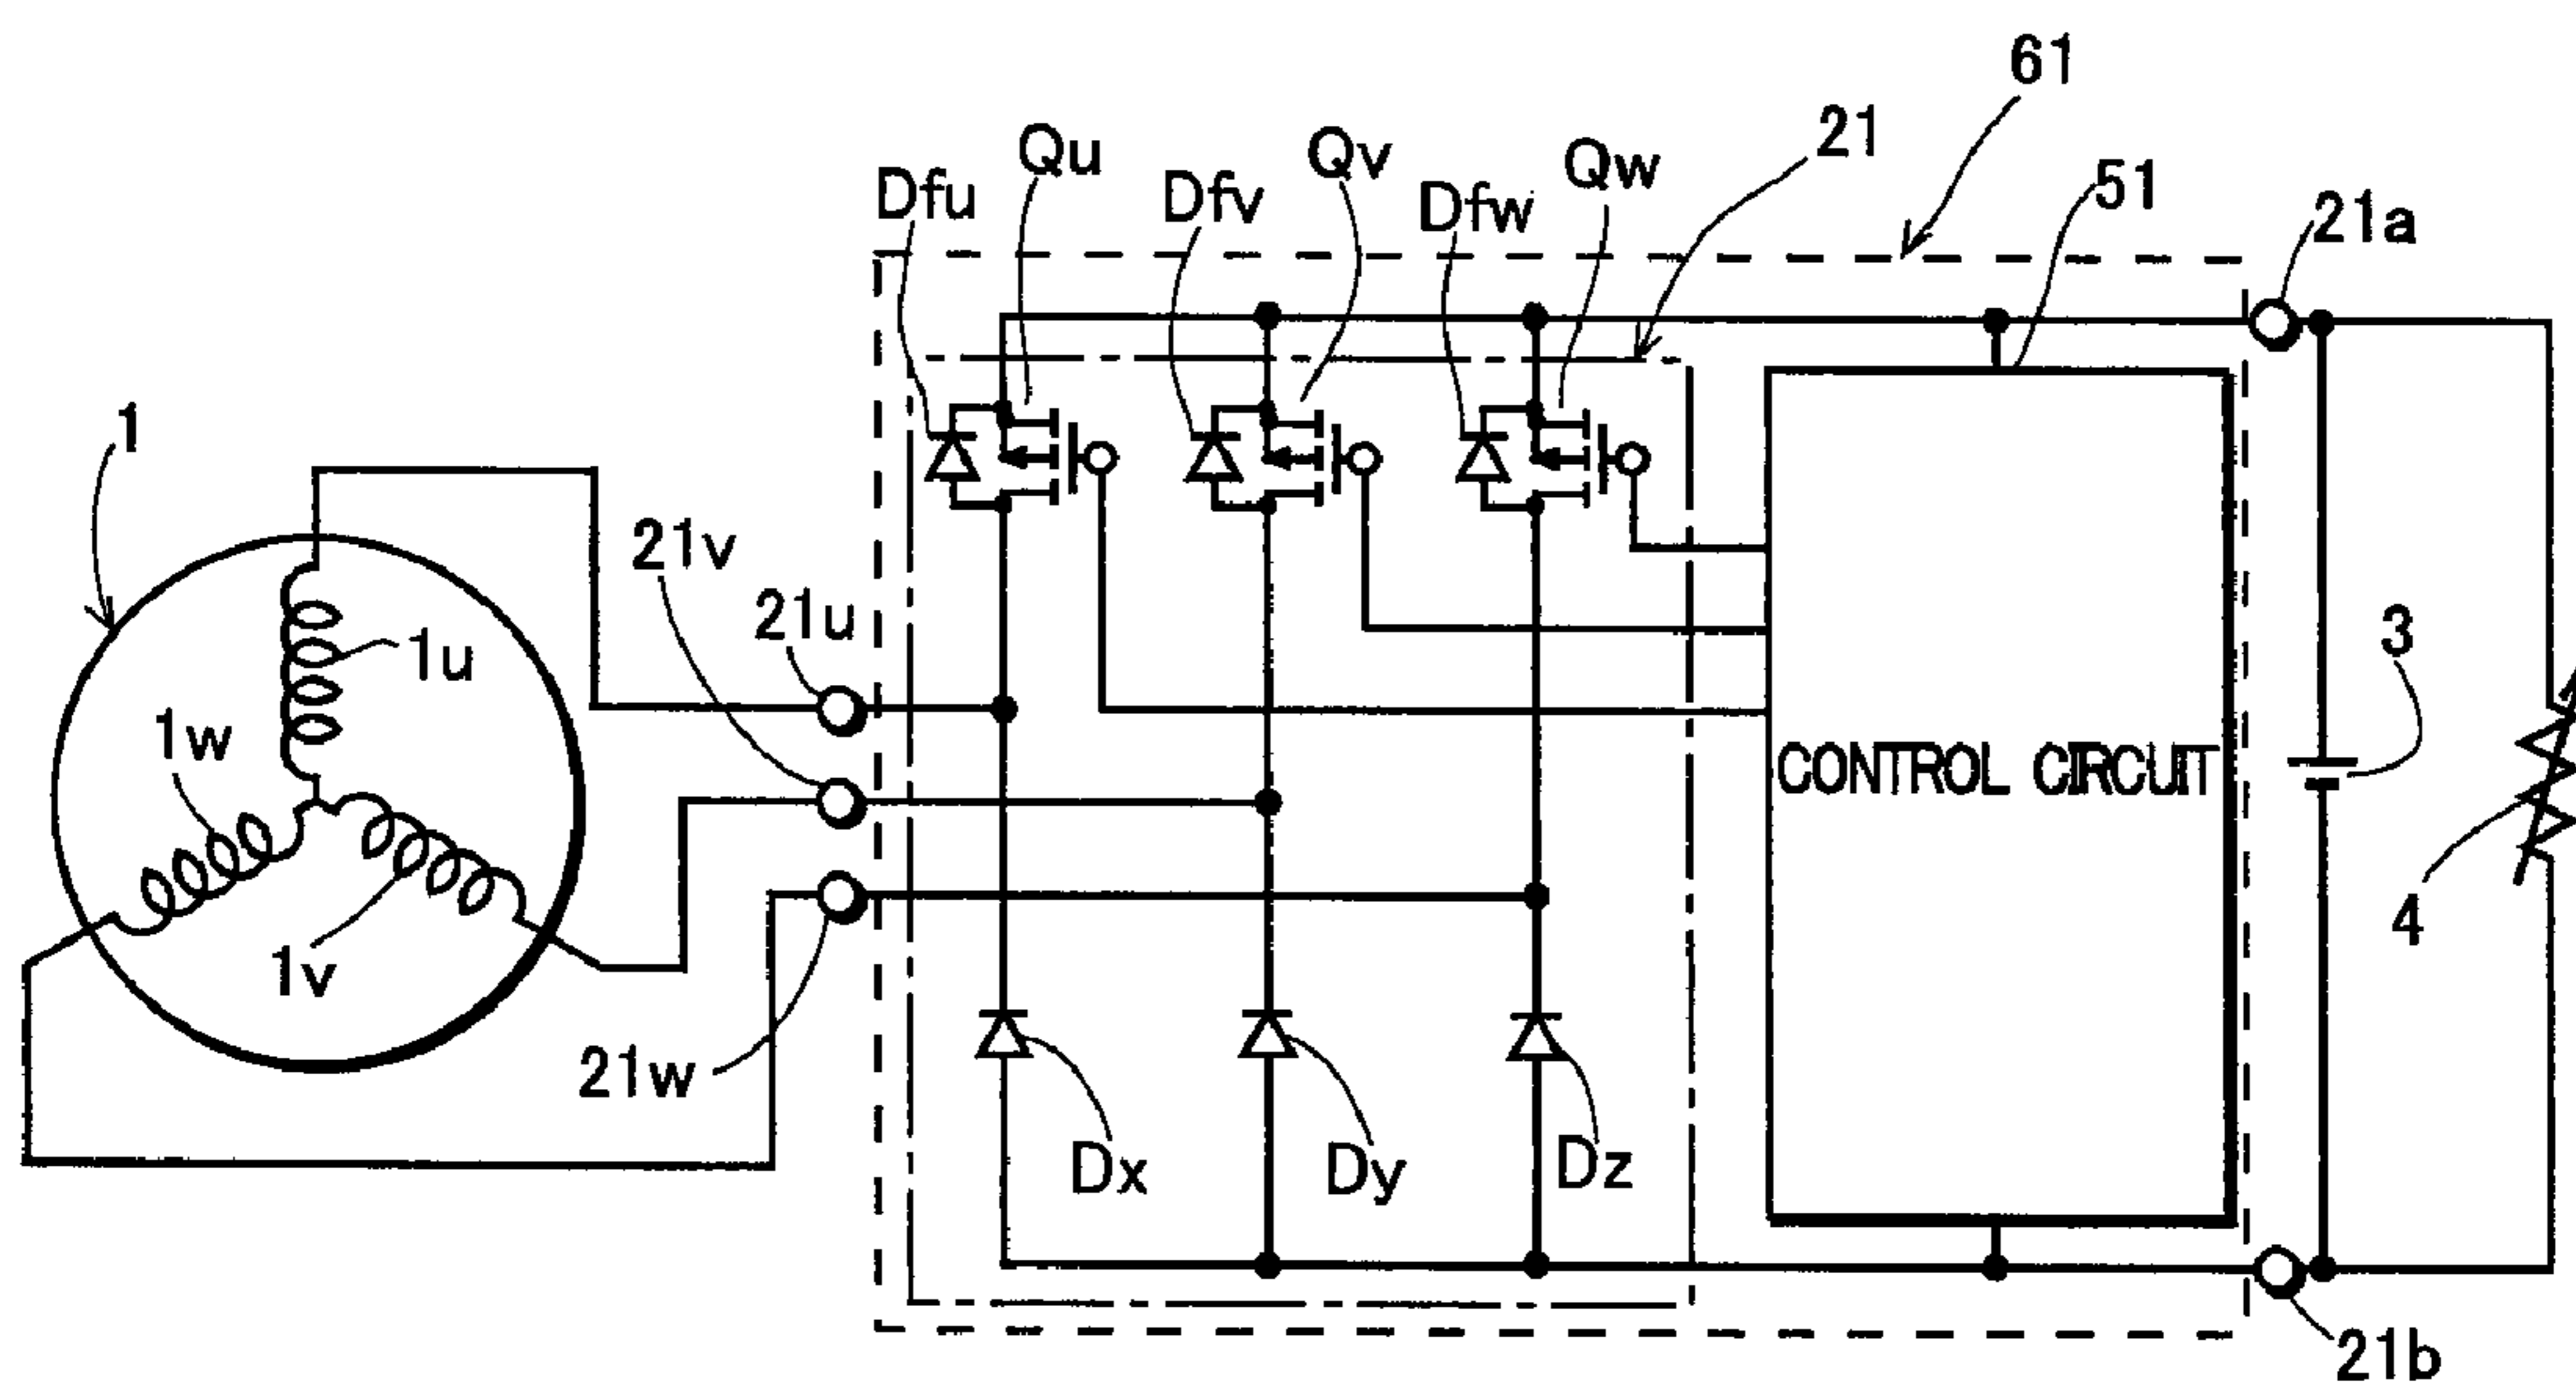 61
Qu
Qv
Qw
21
Dfu
Dfv
Dfw
51
21a
1
21v
21u
1u
3
1w
CONTROL CIRCUIT
4
1v
21w
Dx
Dy
Dz
21b